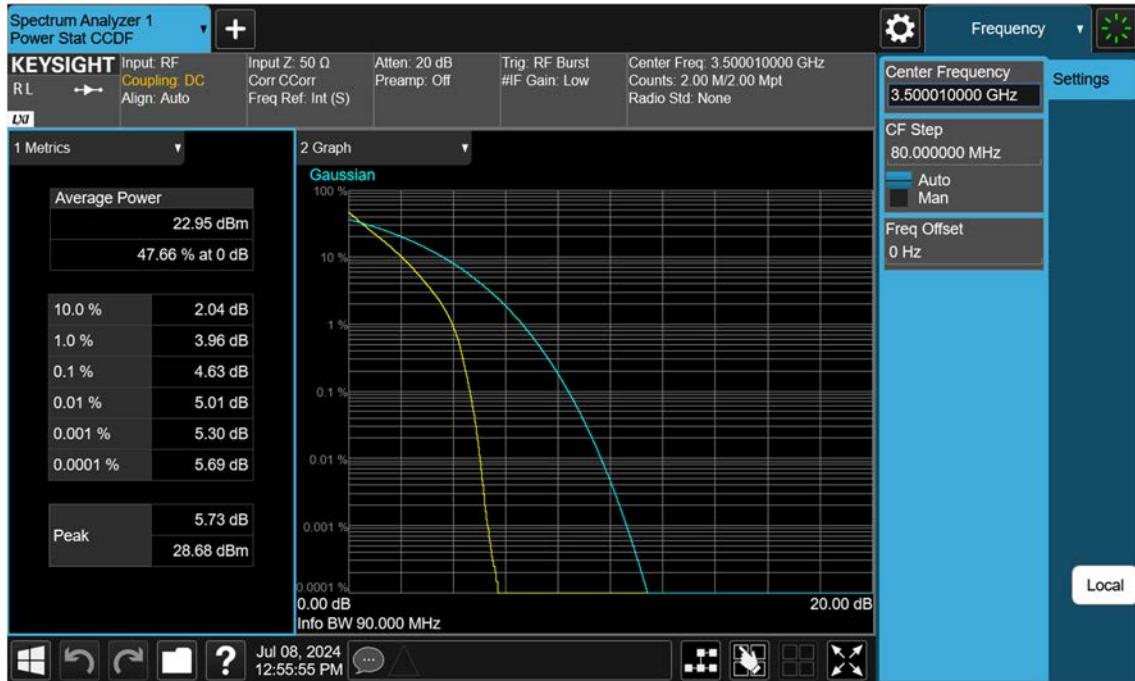 Spectrum Analyzer 1
Power Stat CCDF
Frequency
KEYSIGHT
R L
LXI
Input: RF
Coupling: DC
Align: Auto
Input Z: 50 Ω
Corr CCorr
Freq Ref: Int (S)
Atten: 20 dB
Preamp: Off
Trig: RF Burst
#IF Gain: Low
Center Freq: 3.500010000 GHz
Counts: 2.00 M/2.00 Mpt
Radio Std: None
Center Frequency
3.500010000 GHz
Settings
CF Step
80.000000 MHz
Auto
Man
Freq Offset
0 Hz
Local
1 Metrics
Average Power
22.95 dBm
47.66 % at 0 dB
10.0 % 2.04 dB
1.0 % 3.96 dB
0.1 % 4.63 dB
0.01 % 5.01 dB
0.001 % 5.30 dB
0.0001 % 5.69 dB
Peak
5.73 dB
28.68 dBm
2 Graph
Gaussian
100 %
10 %
1 %
0.1 %
0.01 %
0.001 %
0.0001 %
0.00 dB 20.00 dB
Info BW 90.000 MHz
Jul 08, 2024
12:55:55 PM